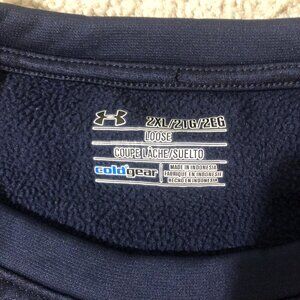 2XL/2TG/2EG
LOOSE
COUPE LÂCHE/SUELTO
coldgear
MADE IN INDONESIA
FABRIQUÉ EN INDONÉSIE
HECHO EN INDONESIA